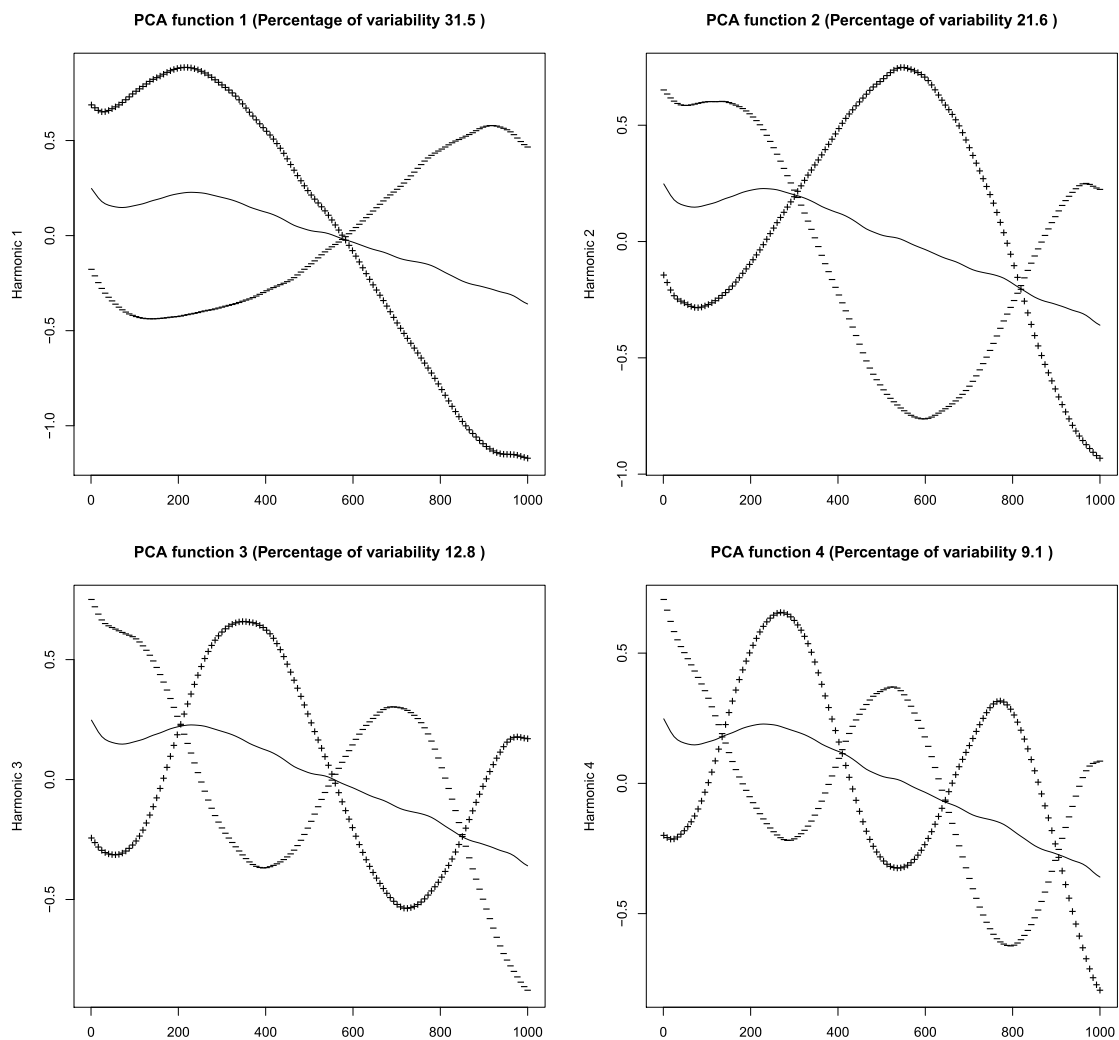 PCA function 1 (Percentage of variability 31.5 )
Harmonic 1
0.5
0.0
−0.5
−1.0
0 200 400 600 800 1000
PCA function 2 (Percentage of variability 21.6 )
Harmonic 2
0.5
0.0
−0.5
−1.0
0 200 400 600 800 1000
PCA function 3 (Percentage of variability 12.8 )
Harmonic 3
0.5
0.0
−0.5
0 200 400 600 800 1000
PCA function 4 (Percentage of variability 9.1 )
Harmonic 4
0.5
0.0
−0.5
0 200 400 600 800 1000